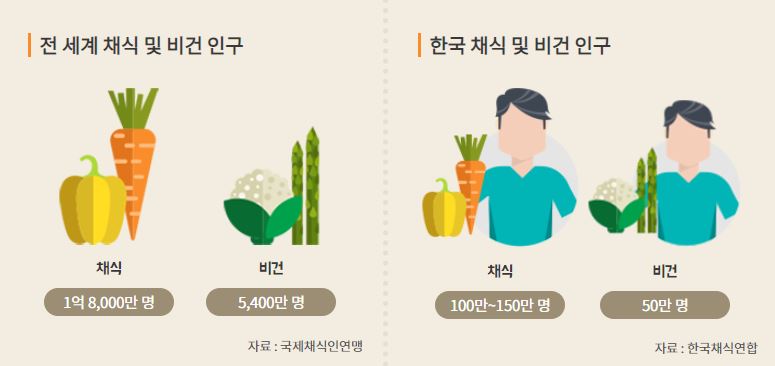 전 세계 채식 및 비건 인구
채식
비건
1억 8,000만 명
5,400만 명
자료 : 국제채식인연맹
한국 채식 및 비건 인구
채식
비건
100만~150만 명
50만 명
자료 : 한국채식연합